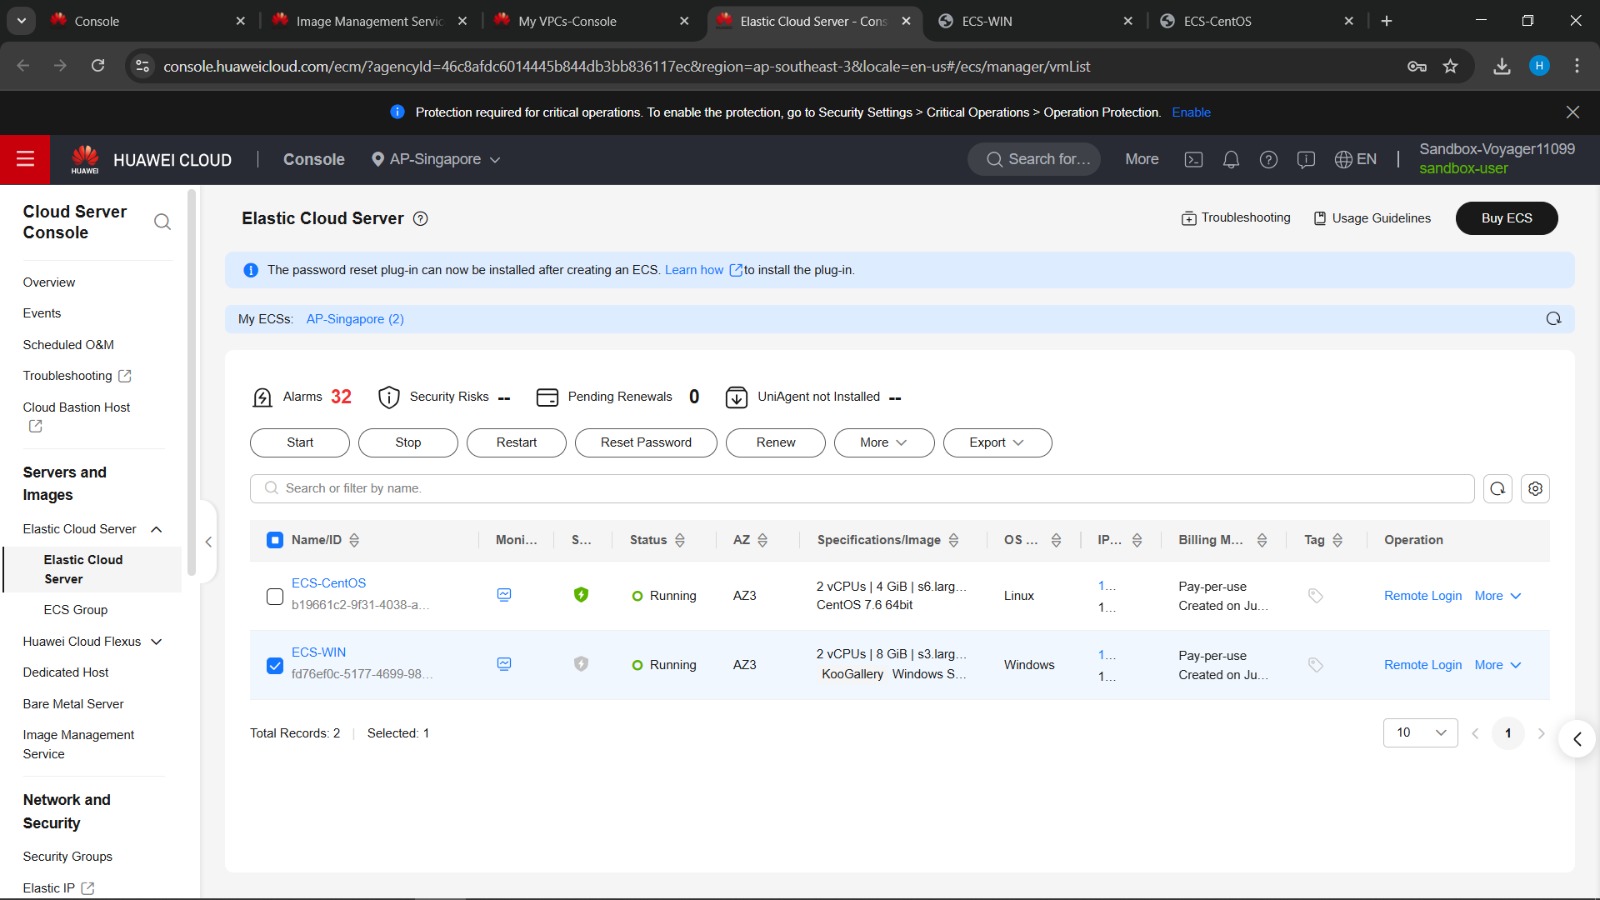 Console
Image Management Servic
My VPCs-Console
Elastic Cloud Server - Cons
ECS-WIN
ECS-CentOS
console.huaweicloud.com/ecm/?agencyId=46c8afdc6014445b844db3bb836117ec&region=ap-southeast-3&locale=en-us#/ecs/manager/vmList
H
Protection required for critical operations. To enable the protection, go to Security Settings > Critical Operations > Operation Protection. Enable
HUAWEI
HUAWEI CLOUD | Console AP-Singapore
Search for...
More
EN
Sandbox-Voyager11099
sandbox-user
Cloud Server
Console
Overview
Events
Scheduled O&M
Troubleshooting
Cloud Bastion Host
Servers and
Images
Elastic Cloud Server
Elastic Cloud
Server
ECS Group
Huawei Cloud Flexus
Dedicated Host
Bare Metal Server
Image Management
Service
Network and
Security
Security Groups
Elastic IP
Elastic Cloud Server
Troubleshooting
Usage Guidelines
Buy ECS
The password reset plug-in can now be installed after creating an ECS. Learn how to install the plug-in.
My ECSs: AP-Singapore (2)
Alarms 32 Security Risks -- Pending Renewals 0 UniAgent not Installed --
Start Stop Restart Reset Password Renew More Export
Search or filter by name.
Name/ID Moni... S... Status AZ Specifications/Image OS ... IP... Billing M... Tag Operation
ECS-CentOS
b19661c2-9f31-4038-a...
Running
AZ3
2 vCPUs | 4 GiB | s6.larg...
CentOS 7.6 64bit
Linux
1...
1...
Pay-per-use
Created on Ju...
Remote Login More
ECS-WIN
fd76ef0c-5177-4699-98...
Running
AZ3
2 vCPUs | 8 GiB | s3.larg...
KooGallery Windows S...
Windows
1...
1...
Pay-per-use
Created on Ju...
Remote Login More
Total Records: 2 | Selected: 1
10
1